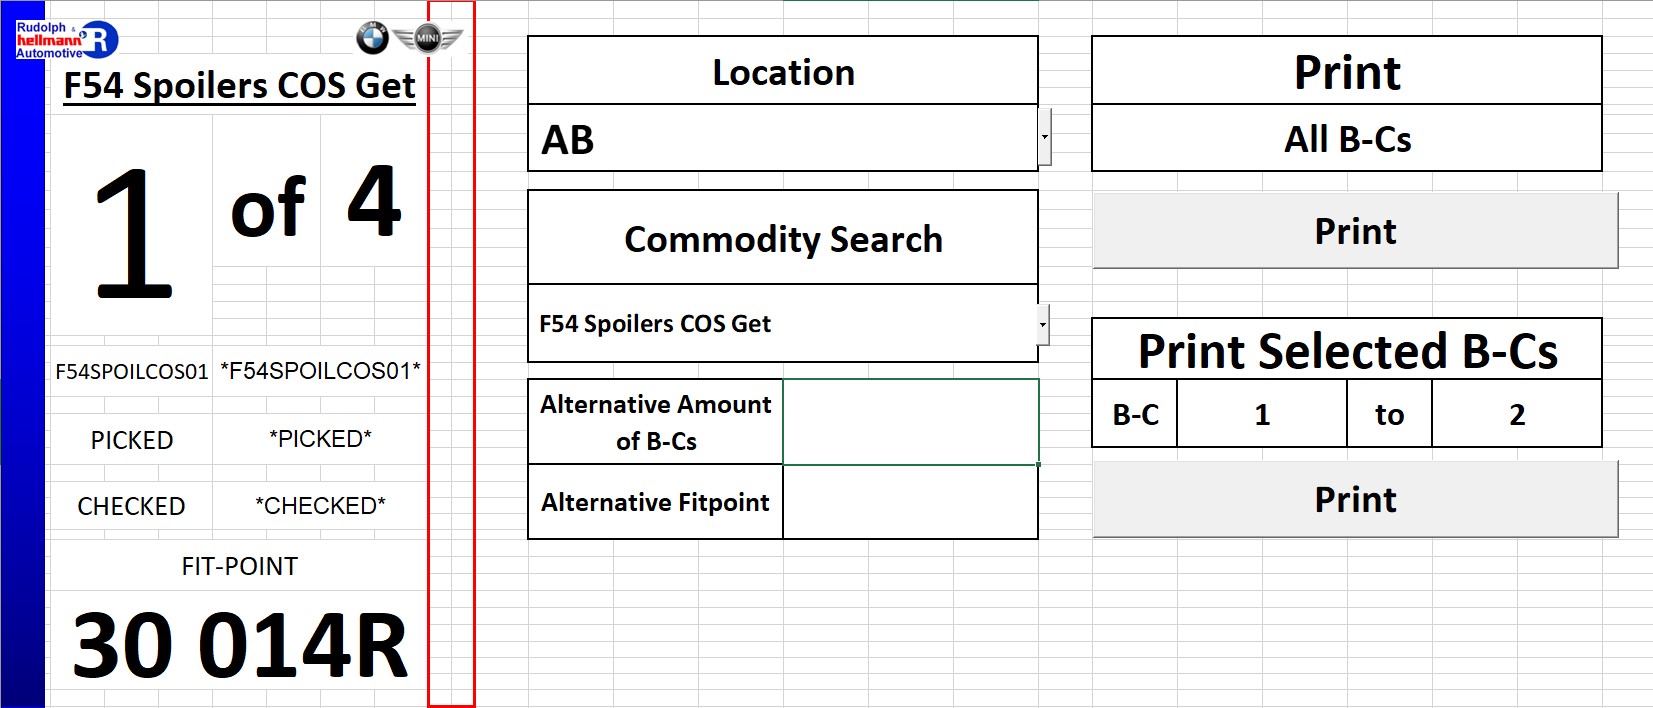 Rudolph &
hellmann R
Automotive
BMW MINI
F54 Spoilers COS Get
1 of 4
F54SPOILCOS01 *F54SPOILCOS01*
PICKED *PICKED*
CHECKED *CHECKED*
FIT-POINT
30 014R
Location
AB
Commodity Search
F54 Spoilers COS Get
Alternative Amount
of B-Cs
Alternative Fitpoint
Print
All B-Cs
Print
Print Selected B-Cs
B-C 1 to 2
Print